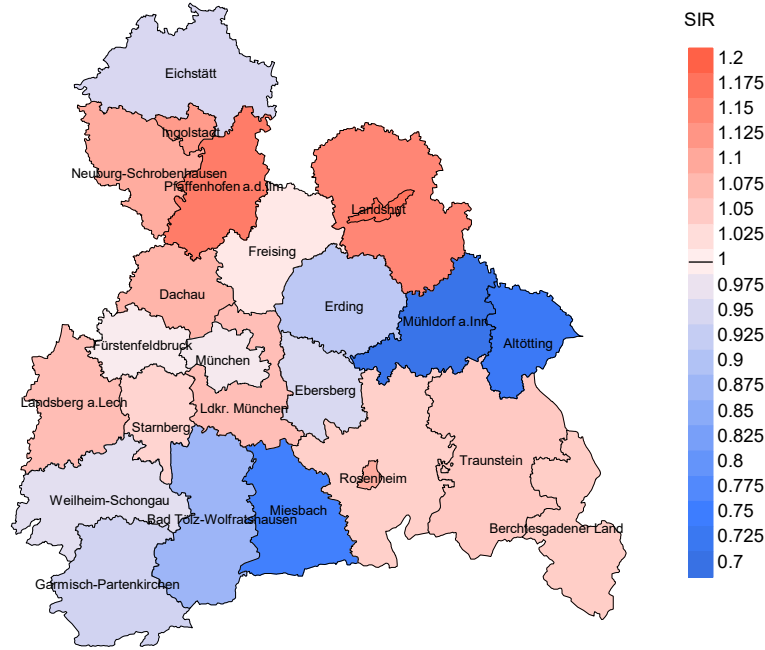 SIR
1.2
1.175
1.15
1.125
1.1
1.075
1.05
1.025
1
0.975
0.95
0.925
0.9
0.875
0.85
0.825
0.8
0.775
0.75
0.725
0.7
Eichstätt
Ingolstadt
Neuburg-Schrobenhausen
Pfaffenhofen a.d.Ilm
Landshut
Freising
Dachau
Erding
Mühldorf a.Inn
Altötting
Fürstenfeldbruck
München
Ebersberg
Landsberg a.Lech
Ldkr. München
Starnberg
Traunstein
Rosenheim
Weilheim-Schongau
Miesbach
Bad Tölz-Wolfratshausen
Berchtesgadener Land
Garmisch-Partenkirchen